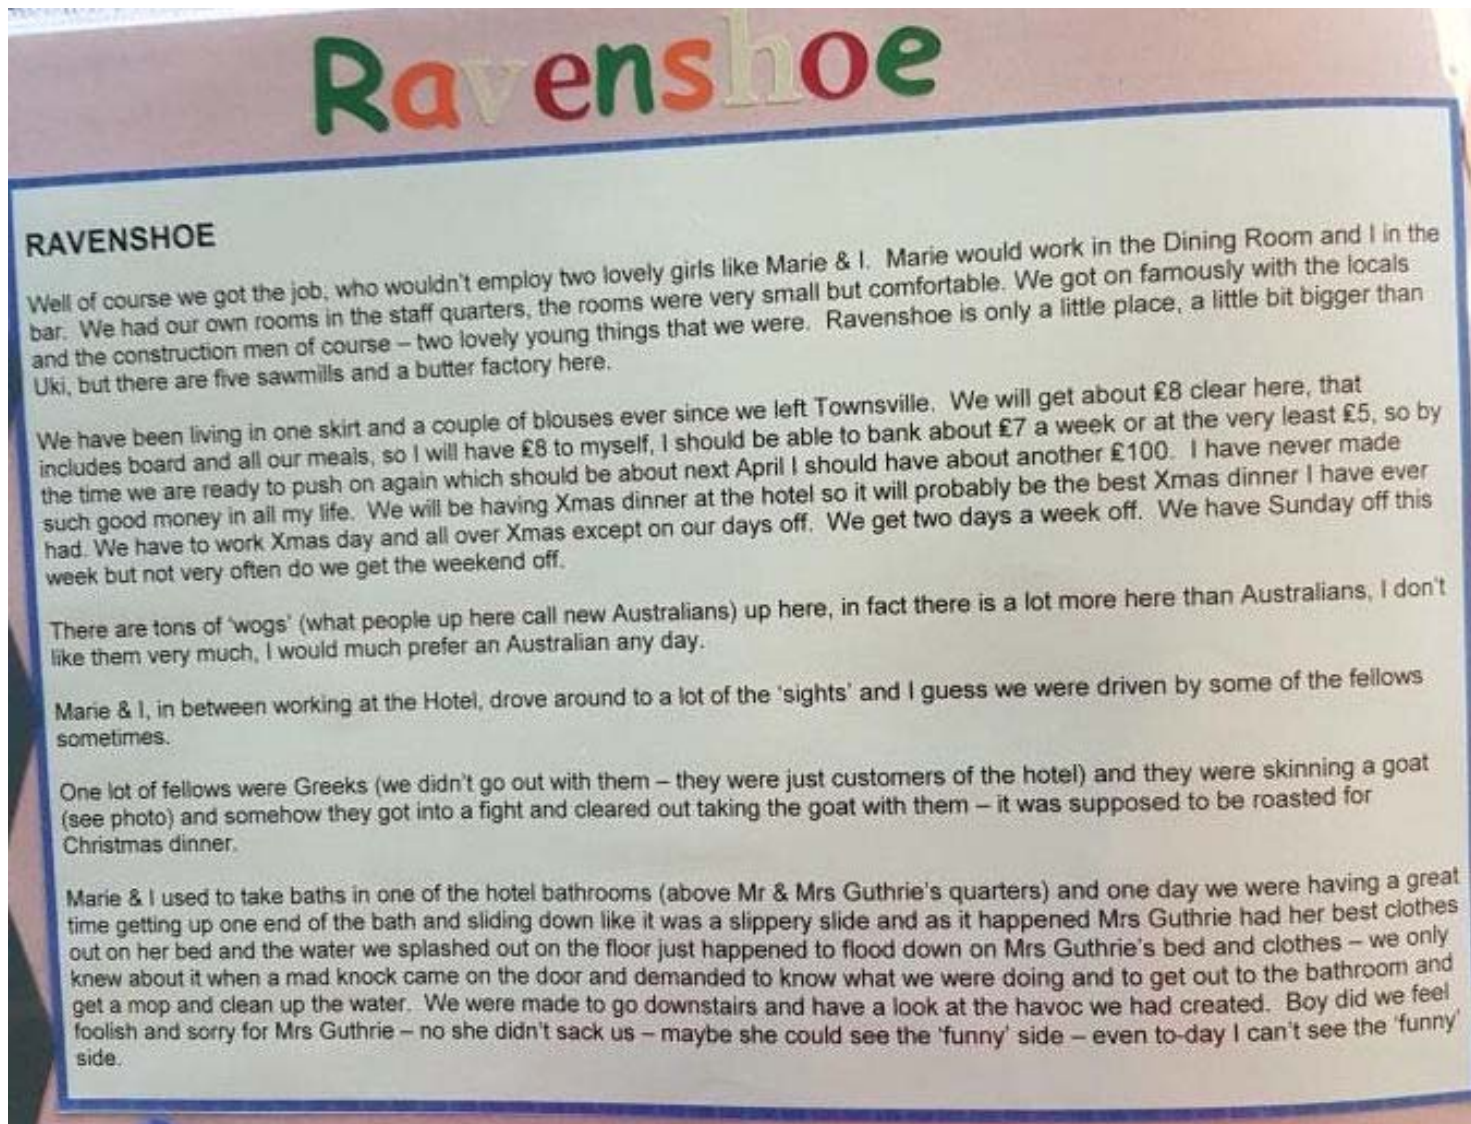 Ravenshoe
RAVENSHOE
Well of course we got the job, who wouldn't employ two lovely girls like Marie & I.  Marie would work in the Dining Room and I in the
bar.  We had our own rooms in the staff quarters, the rooms were very small but comfortable. We got on famously with the locals
and the construction men of course – two lovely young things that we were.  Ravenshoe is only a little place, a little bit bigger than
Uki, but there are five sawmills and a butter factory here.
We have been living in one skirt and a couple of blouses ever since we left Townsville.  We will get about £8 clear here, that
includes board and all our meals, so I will have £8 to myself, I should be able to bank about £7 a week or at the very least £5, so by
the time we are ready to push on again which should be about next April I should have about another £100.  I have never made
such good money in all my life.  We will be having Xmas dinner at the hotel so it will probably be the best Xmas dinner I have ever
had. We have to work Xmas day and all over Xmas except on our days off.  We get two days a week off.  We have Sunday off this
week but not very often do we get the weekend off.
There are tons of 'wogs' (what people up here call new Australians) up here, in fact there is a lot more here than Australians, I don't
like them very much, I would much prefer an Australian any day.
Marie & I, in between working at the Hotel, drove around to a lot of the 'sights' and I guess we were driven by some of the fellows
sometimes.
One lot of fellows were Greeks (we didn't go out with them – they were just customers of the hotel) and they were skinning a goat
(see photo) and somehow they got into a fight and cleared out taking the goat with them – it was supposed to be roasted for
Christmas dinner.
Marie & I used to take baths in one of the hotel bathrooms (above Mr & Mrs Guthrie's quarters) and one day we were having a great
time getting up one end of the bath and sliding down like it was a slippery slide and as it happened Mrs Guthrie had her best clothes
out on her bed and the water we splashed out on the floor just happened to flood down on Mrs Guthrie's bed and clothes – we only
knew about it when a mad knock came on the door and demanded to know what we were doing and to get out to the bathroom and
get a mop and clean up the water.  We were made to go downstairs and have a look at the havoc we had created.  Boy did we feel
foolish and sorry for Mrs Guthrie – no she didn't sack us – maybe she could see the 'funny' side – even to-day I can't see the 'funny'
side.